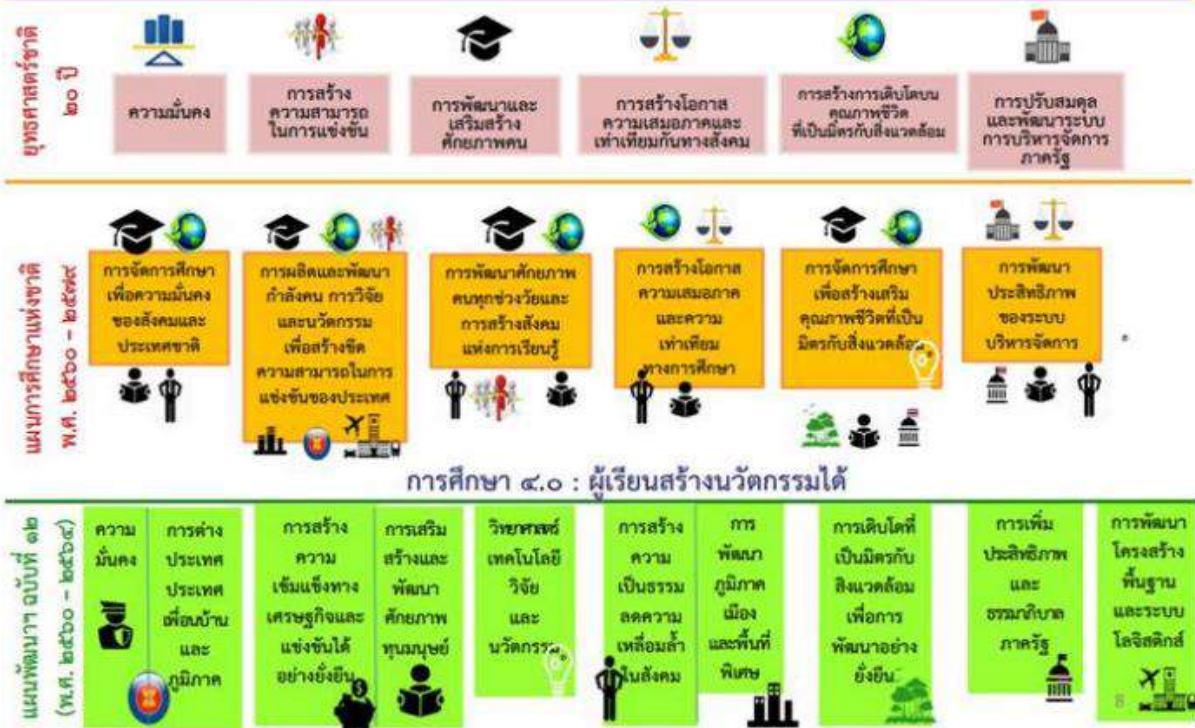 ยุทธศาสตร์ชาติ
๒๐ ปี
ความมั่นคง
การสร้าง
ความสามารถ
ในการแข่งขัน
การพัฒนาและ
เสริมสร้าง
ศักยภาพคน
การสร้างโอกาส
ความเสมอภาคและ
เท่าเทียมกันทางสังคม
การสร้างการเติบโตบน
คุณภาพชีวิต
ที่เป็นมิตรกับสิ่งแวดล้อม
การปรับสมดุล
และพัฒนาระบบ
การบริหารจัดการ
ภาครัฐ
แผนการศึกษาแห่งชาติ
พ.ศ. ๒๕๖๐ – ๒๕๗๙
การจัดการศึกษา
เพื่อความมั่นคง
ของสังคมและ
ประเทศชาติ
การผลิตและพัฒนา
กำลังคน การวิจัย
และนวัตกรรม
เพื่อสร้างขีด
ความสามารถในการ
แข่งขันของประเทศ
การพัฒนาศักยภาพ
คนทุกช่วงวัยและ
การสร้างสังคม
แห่งการเรียนรู้
การสร้างโอกาส
ความเสมอภาค
และความ
เท่าเทียม
ทางการศึกษา
การจัดการศึกษา
เพื่อสร้างเสริม
คุณภาพชีวิตที่เป็น
มิตรกับสิ่งแวดล้อม
การพัฒนา
ประสิทธิภาพ
ของระบบ
บริหารจัดการ
การศึกษา ๔.๐ : ผู้เรียนสร้างนวัตกรรมได้
แผนพัฒนาฯ ฉบับที่ ๑๒
(พ.ศ. ๒๕๖๐ – ๒๕๖๔)
ความ
มั่นคง
การต่าง
ประเทศ
ประเทศ
เพื่อนบ้าน
และ
ภูมิภาค
การสร้าง
ความ
เข้มแข็งทาง
เศรษฐกิจและ
แข่งขันได้
อย่างยั่งยืน
การเสริม
สร้างและ
พัฒนา
ศักยภาพ
ทุนมนุษย์
วิทยาศาสตร์
เทคโนโลยี
วิจัย
และ
นวัตกรรม
การสร้าง
ความ
เป็นธรรม
ลดความ
เหลื่อมล้ำ
ในสังคม
การ
พัฒนา
ภูมิภาค
เมือง
และพื้นที่
พิเศษ
การเติบโตที่
เป็นมิตรกับ
สิ่งแวดล้อม
เพื่อการ
พัฒนาอย่าง
ยั่งยืน
การเพิ่ม
ประสิทธิภาพ
และ
ธรรมาภิบาล
ภาครัฐ
การพัฒนา
โครงสร้าง
พื้นฐาน
และระบบ
โลจิสติกส์
8